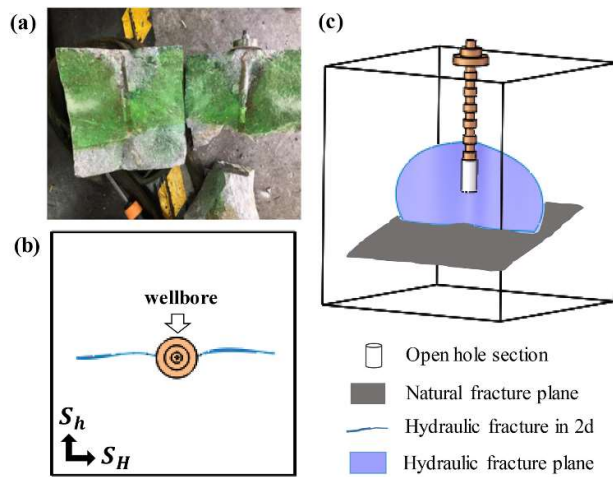 (a)
(c)
(b)
wellbore
S_h
S_H
Open hole section
Natural fracture plane
Hydraulic fracture in 2d
Hydraulic fracture plane